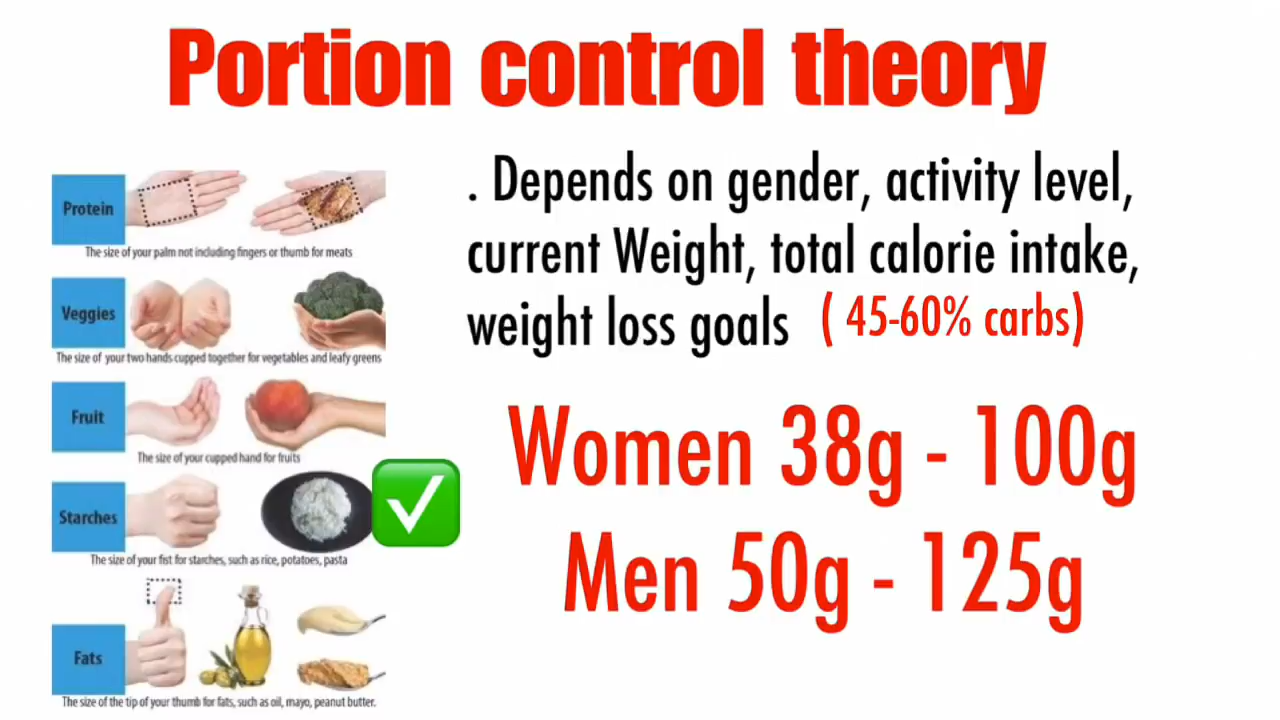 Portion control theory
Protein
The size of your palm not including fingers or thumb for meats
Veggies
The size of your two hands cupped together for vegetables and leafy greens
Fruit
The size of your cupped hand for fruits
Starches
The size of your fist for starches, such as rice, potatoes, pasta
Fats
The size of the tip of your thumb for fats, such as oil, mayo, peanut butter.
. Depends on gender, activity level,
current Weight, total calorie intake,
weight loss goals ( 45-60% carbs)
Women 38g - 100g
Men 50g - 125g